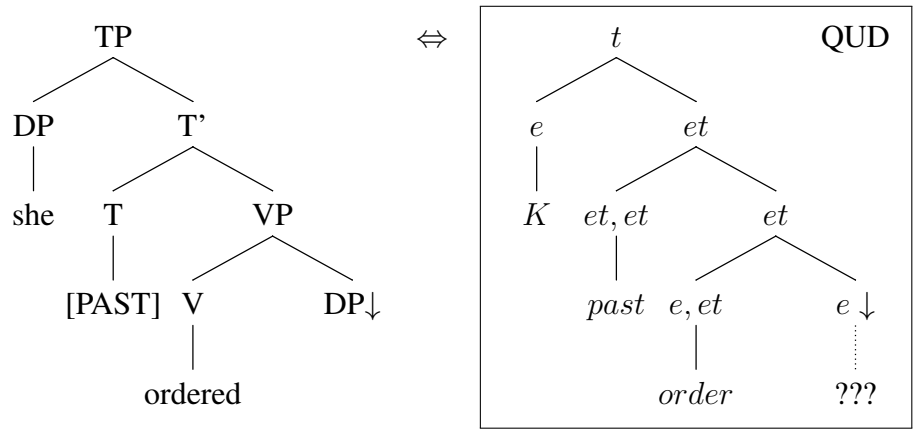 TP ⇔ t QUD
DP T' e et
she T VP K et, et et
[PAST] V DP↓ past e, et e ↓
ordered order ???